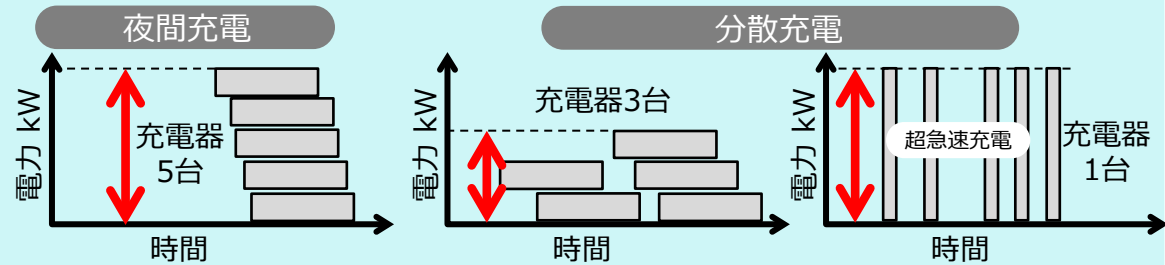 夜間充電
分散充電
電力 kW
充電器
5台
時間
電力 kW
充電器3台
時間
電力 kW
超急速充電
充電器
1台
時間